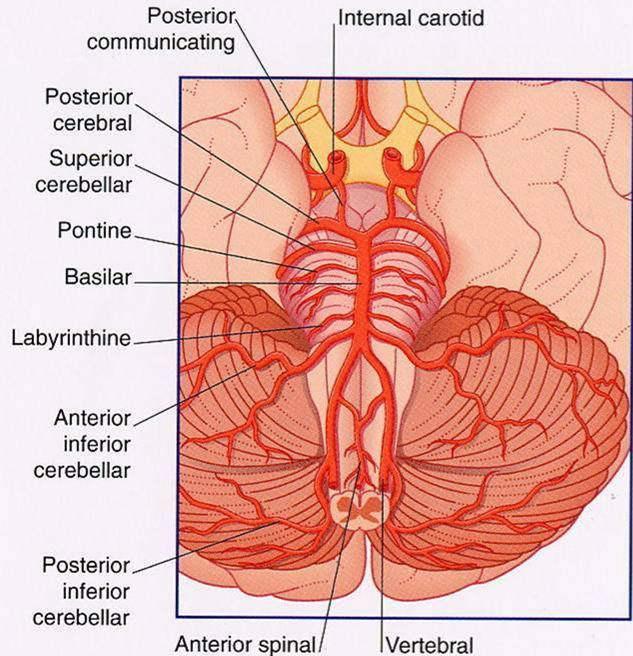 Posterior
communicating
Internal carotid
Posterior
cerebral
Superior
cerebellar
Pontine
Basilar
Labyrinthine
Anterior
inferior
cerebellar
Posterior
inferior
cerebellar
Anterior spinal
Vertebral